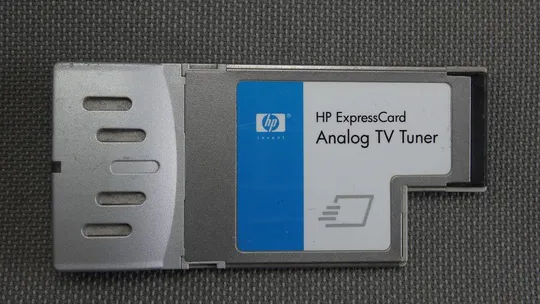 hp
invent
HP ExpressCard
Analog TV Tuner